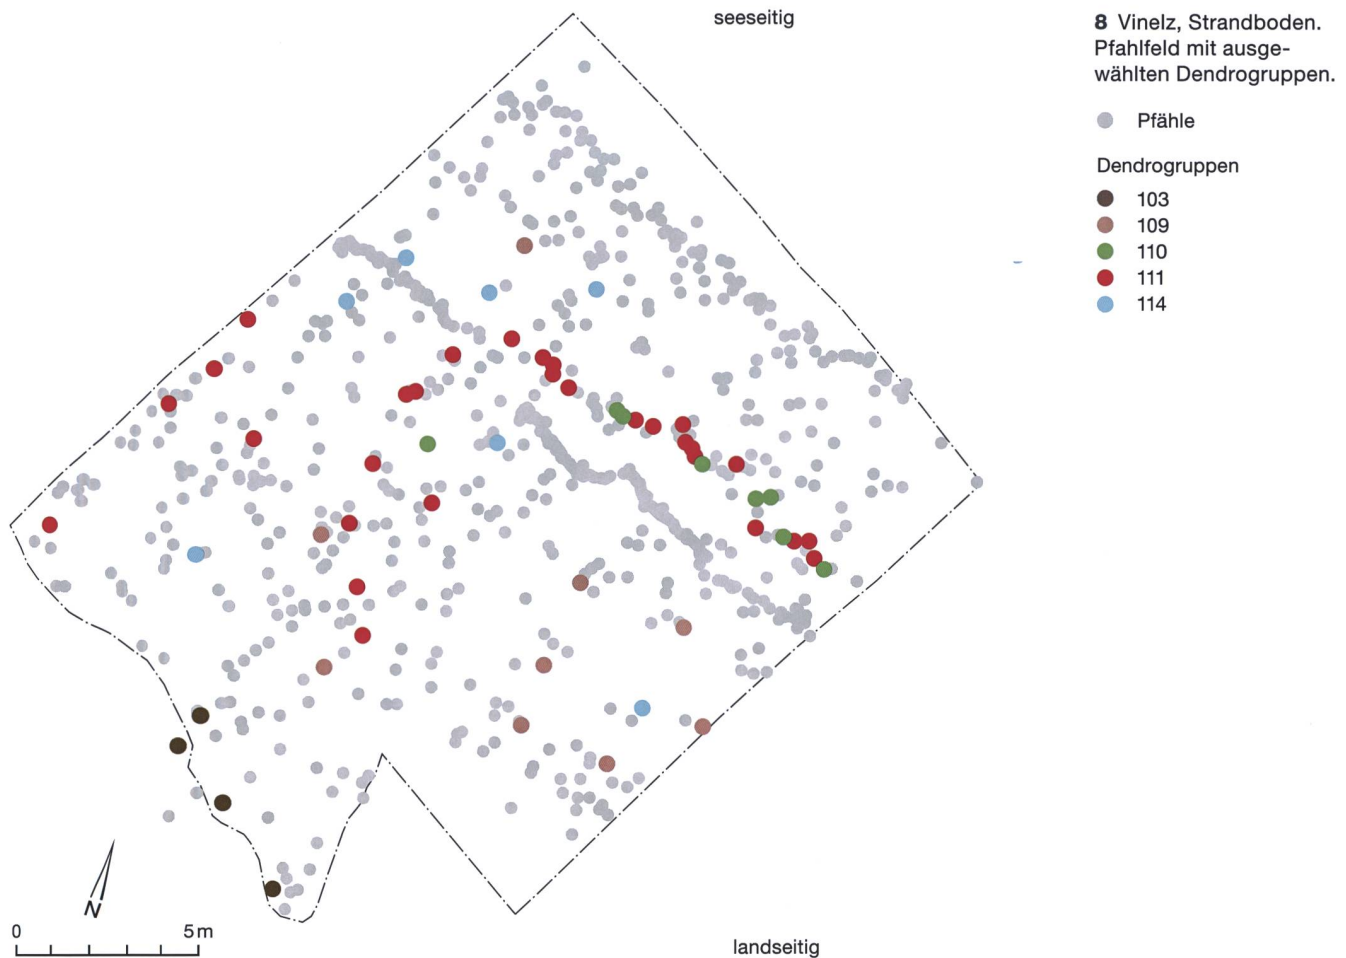 seeseitig
8 Vinelz, Strandboden.
Pfahlfeld mit ausge-
wählten Dendrogruppen.
Pfähle
Dendrogruppen
103
109
110
111
114
N
0 5 m
landseitig